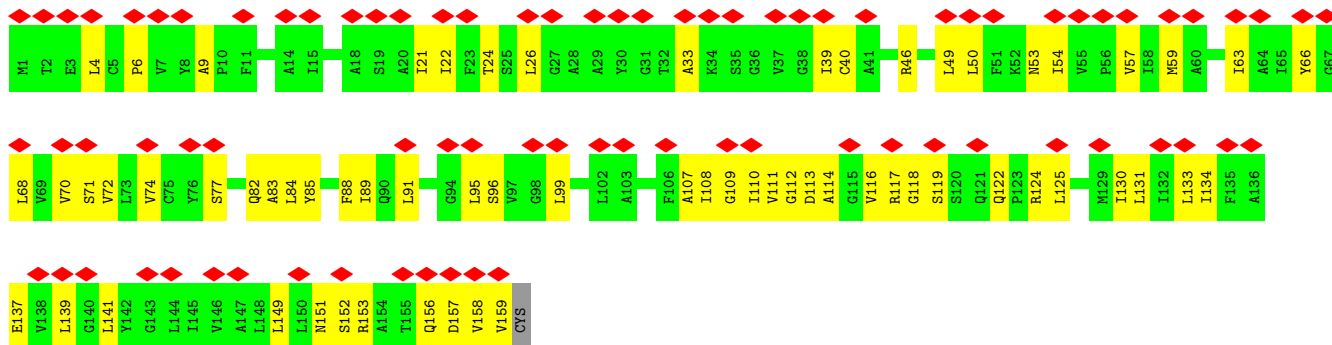 M1 T2 E3 L4 C5 P6 V7 Y8 A9 P10 F11 A14 I15 A18 S19 A20 I21 I22 F23 T24 S25 L26 G27 A28 A29 Y30 G31 T32 A33 K34 S35 G36 V37 G38 I39 C40 A41 R46 L49 L50 F51 K52 N53 I54 V55 P56 V57 I58 M59 A60 I63 A64 I65 Y66 G67
L68 V69 V70 S71 V72 L73 V74 C75 Y76 S77 Q82 A83 L84 Y85 F88 I89 Q90 L91 G94 L95 S96 V97 G98 L99 L102 A103 F106 A107 I108 G109 I110 V111 G112 D113 A114 G115 V116 R117 G118 S119 S120 Q121 Q122 P123 R124 L125 M129 I130 L131 I132 L133 I134 F135 A136
E137 V138 L139 G140 L141 Y142 G143 L144 I145 V146 A147 L148 L149 L150 N151 S152 R153 A154 T155 Q156 D157 V158 V159 CYS